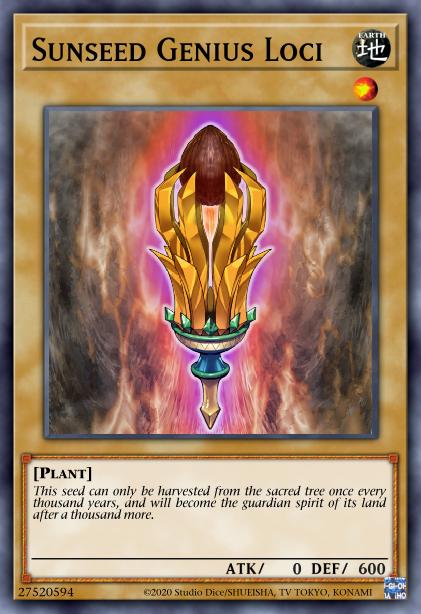 Sunseed Genius Loci
EARTH
地
[Plant]
This seed can only be harvested from the sacred tree once every
thousand years, and will become the guardian spirit of its land
after a thousand more.
ATK/ 0 DEF/ 600
27520594 ©2020 Studio Dice/SHUEISHA, TV TOKYO, KONAMI